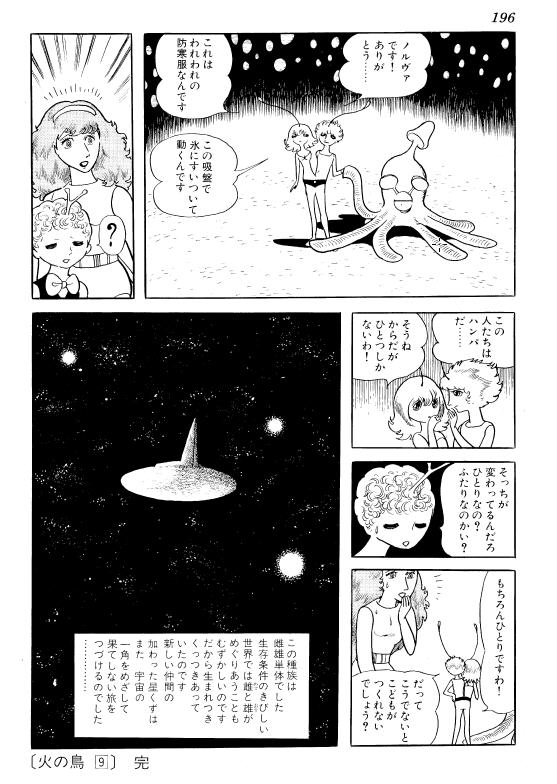 196
ノルヴァ
です！
ありが
とう……
これは
われわれの
防寒服なんです
この吸盤で
氷にすいついて
動くんです
？
この
人たちは
ハンパ
だ……
そうね
からだが
ひとつしか
ないわ！
そっちが
変わってるんだろ
ひとりなの？
ふたりなのかい？
もちろんひとりですわ！
だって
こうでないと
こどもが
つくれない
でしょう？
この種族は
雌雄単体でした
生存条件のきびしい
世界では雌と雄が
めぐりあうことも
むずかしいのです
だから生まれつき
くっつきあって
いたのです
新しい仲間の
加わった星くずは
また 宇宙の
一角をめざして
果てしない旅を
つづけるのでした
……………
〔火の鳥 9〕 完